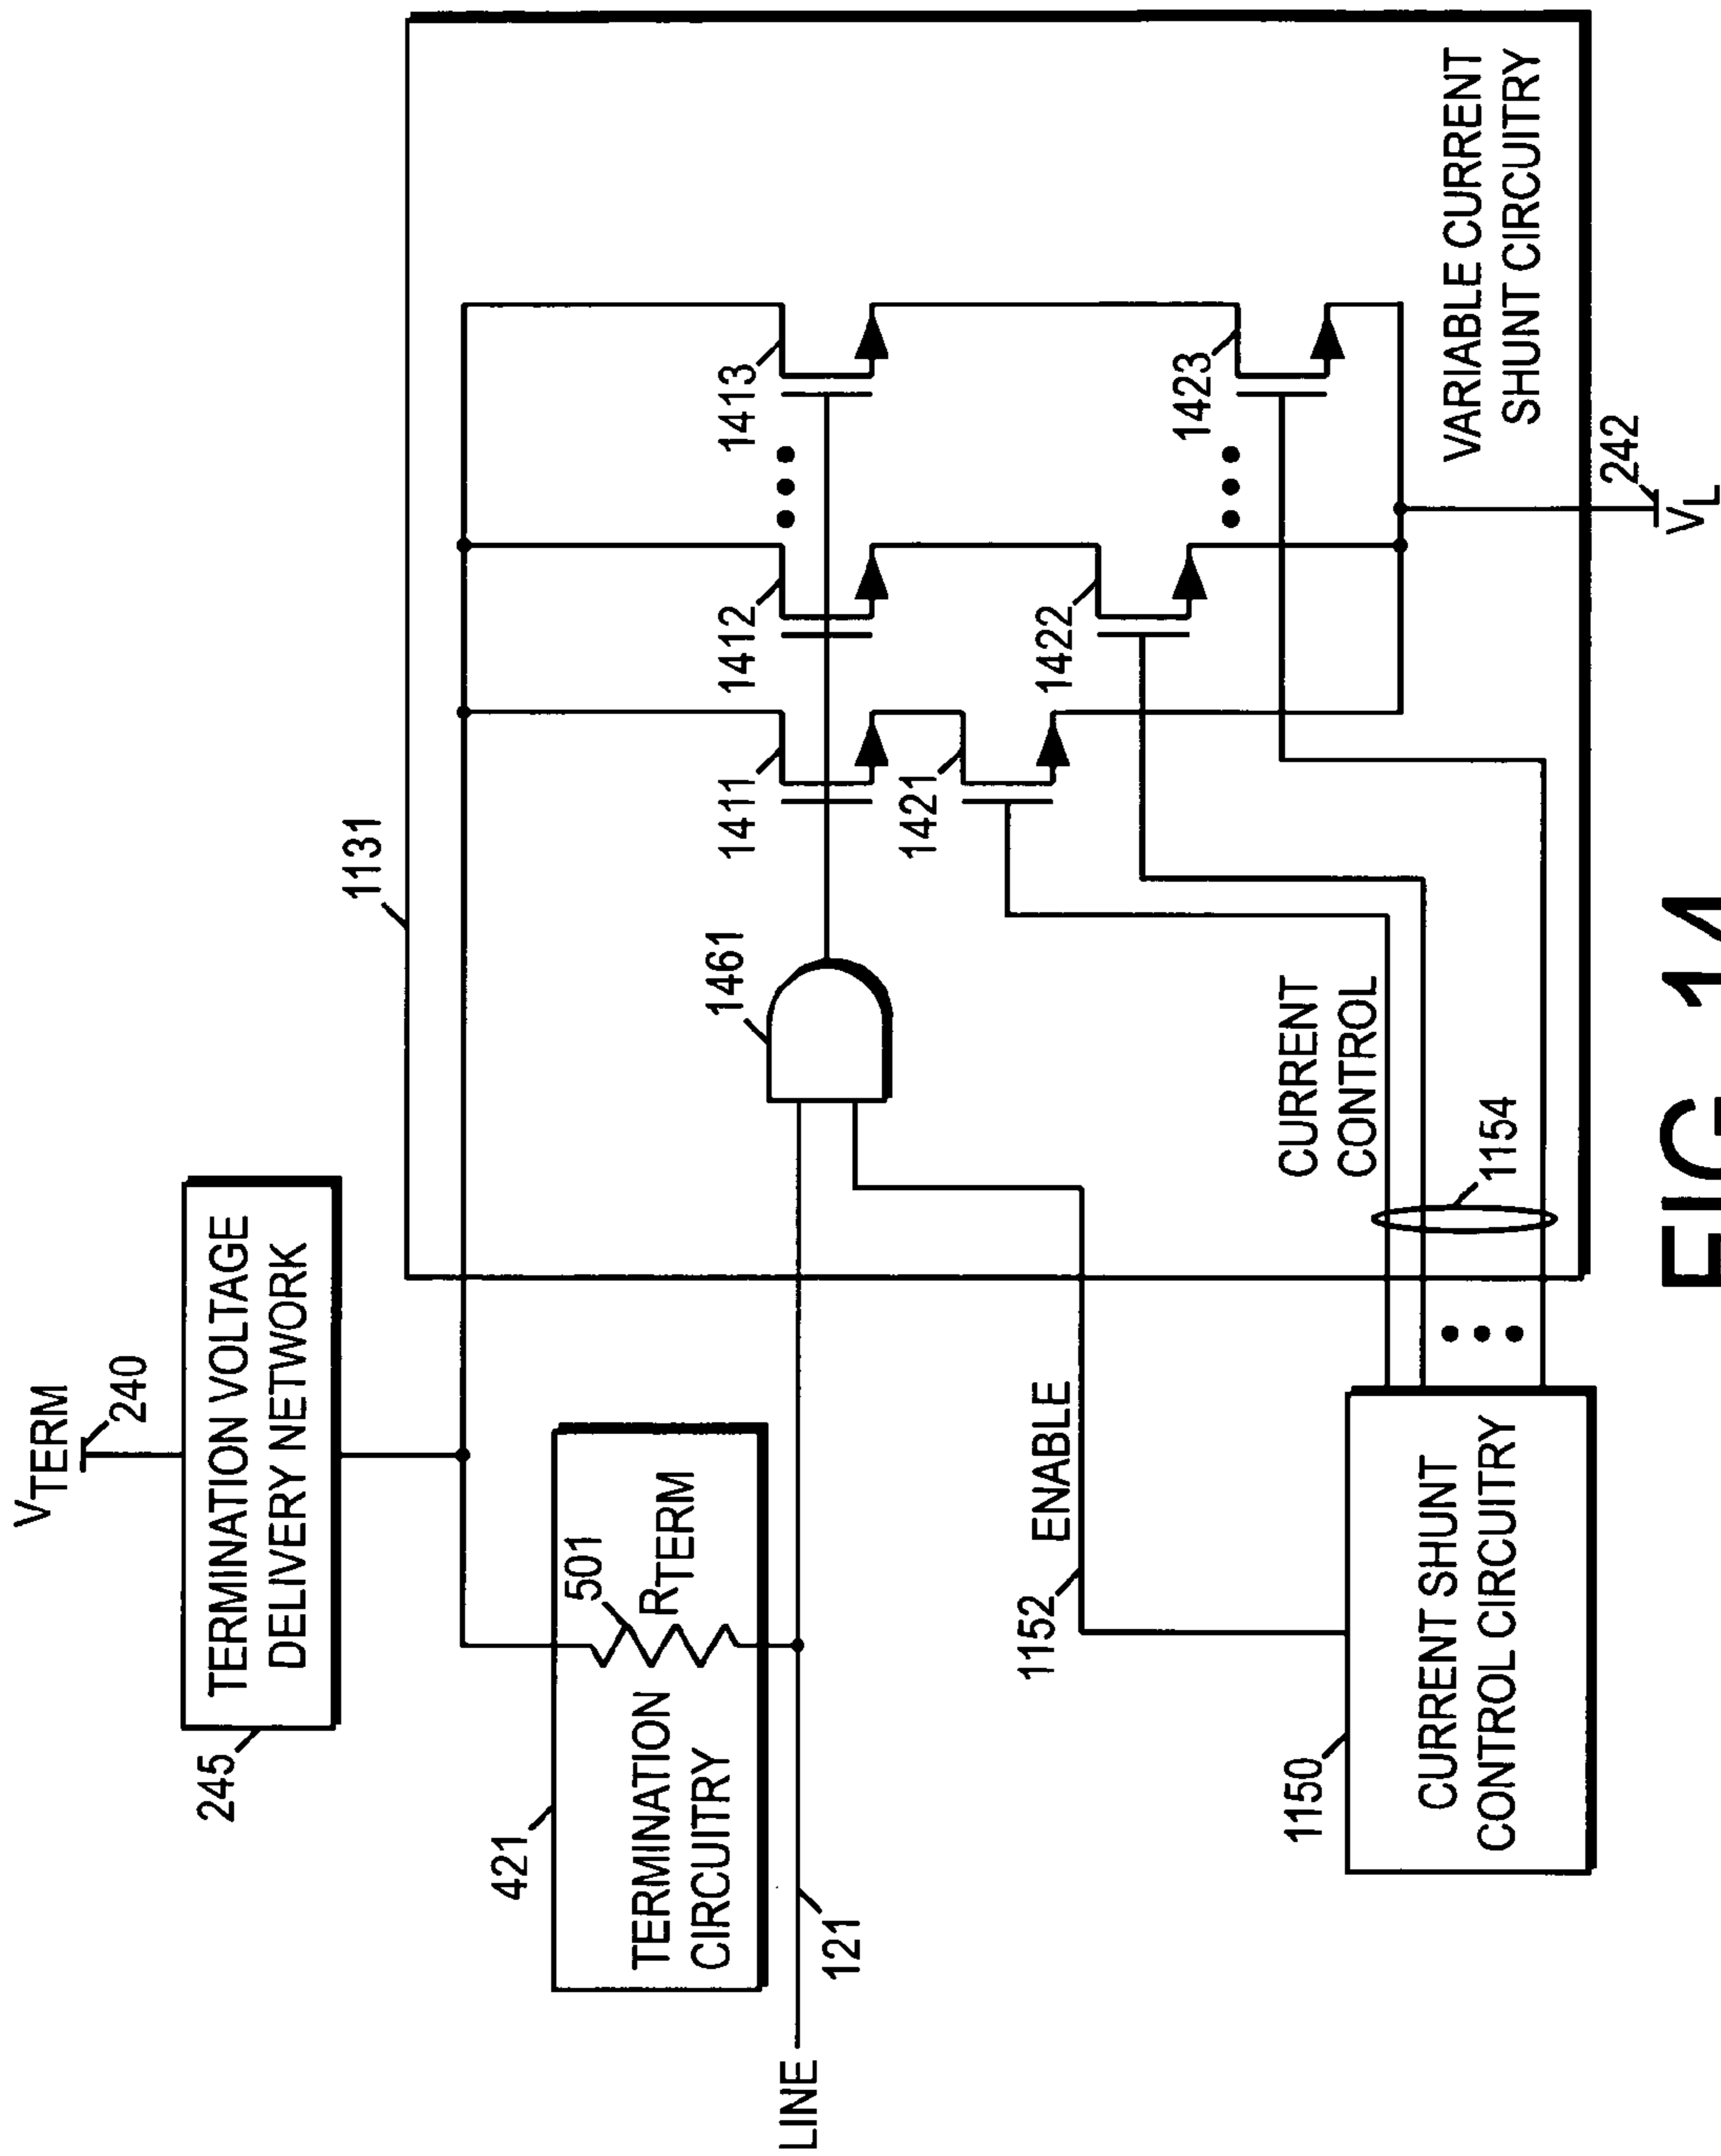 VTERM
240
TERMINATION VOLTAGE
DELIVERY NETWORK
245
1131
421
501
RTERM
TERMINATION
CIRCUITRY
LINE
121
1461
1411
1412
1413
1421
1422
1423
1152
ENABLE
CURRENT
CONTROL
1154
1150
CURRENT SHUNT
CONTROL CIRCUITRY
VARIABLE CURRENT
SHUNT CIRCUITRY
242
VL
FIG. 14